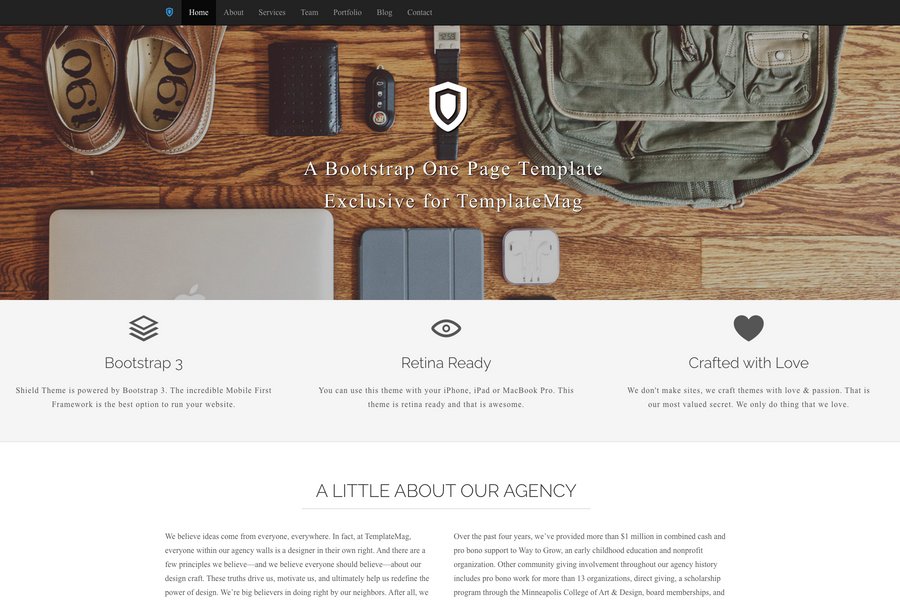 Home About Services Team Portfolio Blog Contact
A Bootstrap One Page Template
Exclusive for TemplateMag
Bootstrap 3
Shield Theme is powered by Bootstrap 3. The incredible Mobile First
Framework is the best option to run your website.
Retina Ready
You can use this theme with your iPhone, iPad or MacBook Pro. This
theme is retina ready and that is awesome.
Crafted with Love
We don't make sites, we craft themes with love & passion. That is
our most valued secret. We only do thing that we love.
A LITTLE ABOUT OUR AGENCY
We believe ideas come from everyone, everywhere. In fact, at TemplateMag,
everyone within our agency walls is a designer in their own right. And there are a
few principles we believe—and we believe everyone should believe—about our
design craft. These truths drive us, motivate us, and ultimately help us redefine the
power of design. We're big believers in doing right by our neighbors. After all, we
Over the past four years, we've provided more than $1 million in combined cash and
pro bono support to Way to Grow, an early childhood education and nonprofit
organization. Other community giving involvement throughout our agency history
includes pro bono work for more than 13 organizations, direct giving, a scholarship
program through the Minneapolis College of Art & Design, board memberships, and